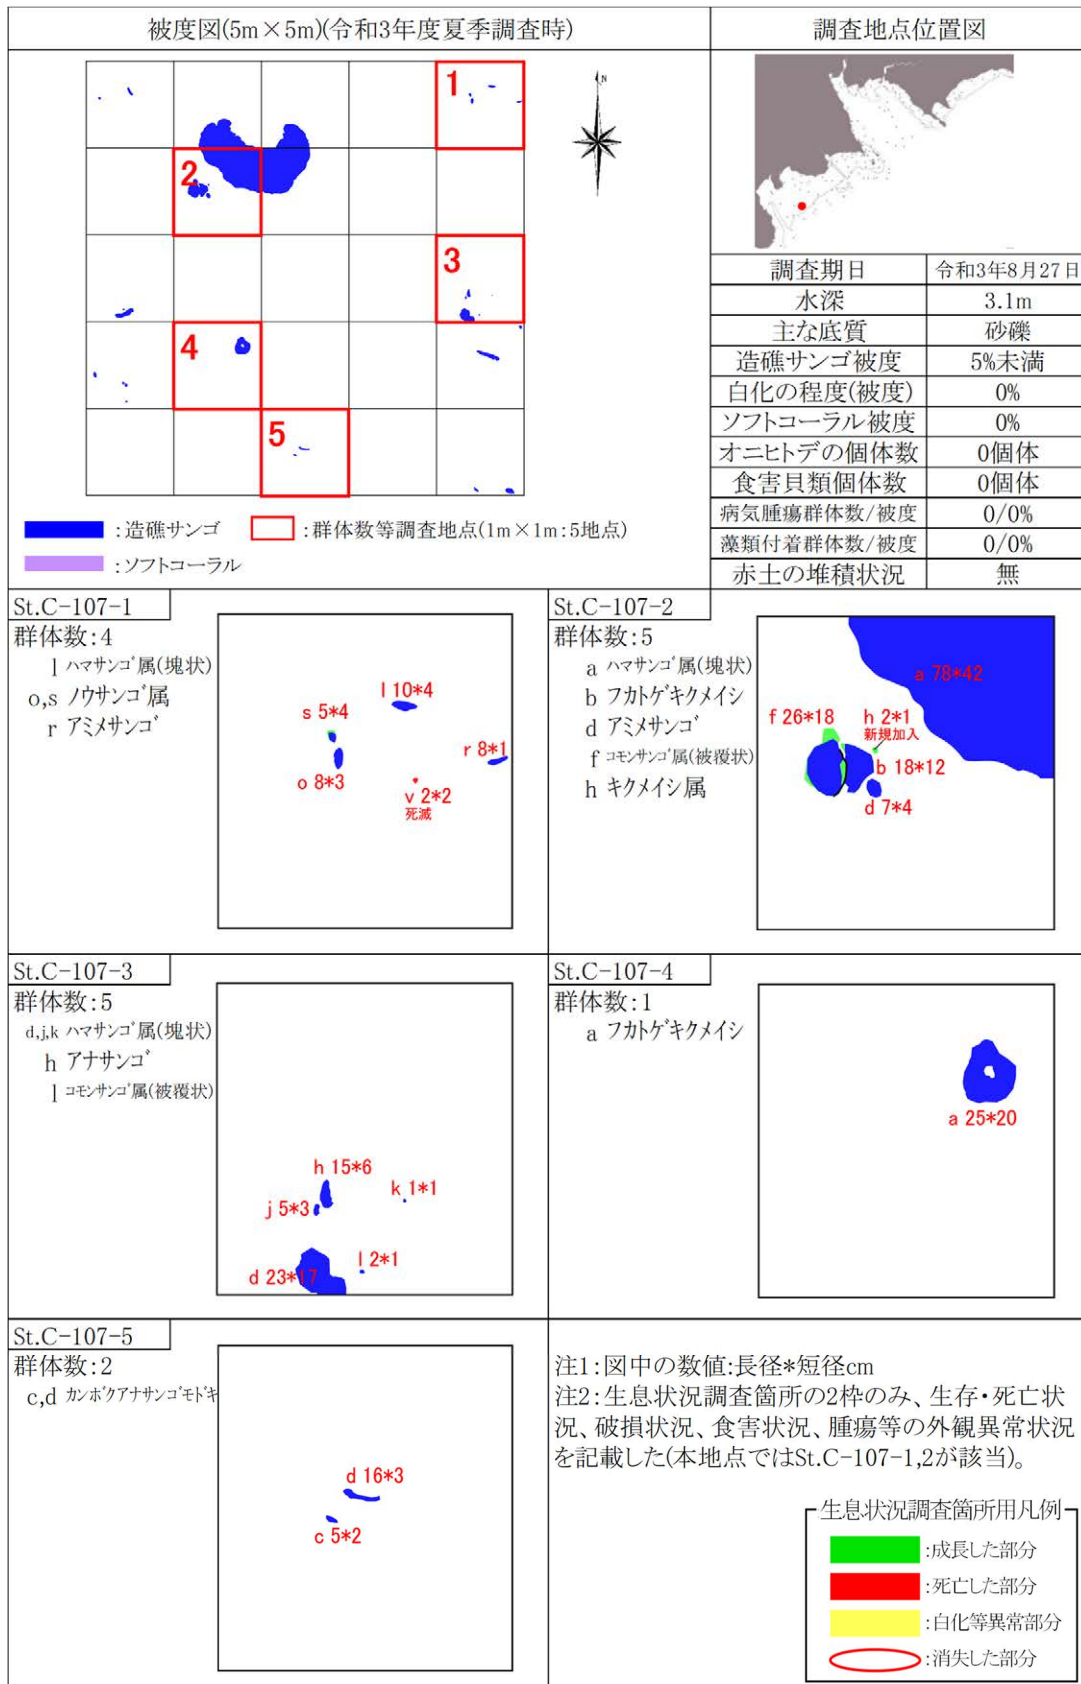 被度図(5m×5m)(令和3年度夏季調査時)
1
2
3
4
5
N
:造礁サンゴ
:群体数等調査地点(1m×1m:5地点)
:ソフトコーラル
調査地点位置図
調査期日 令和3年8月27日
水深 3.1m
主な底質 砂礫
造礁サンゴ被度 5%未満
白化の程度(被度) 0%
ソフトコーラル被度 0%
オニヒトデの個体数 0個体
食害貝類個体数 0個体
病気腫瘍群体数/被度 0/0%
藻類付着群体数/被度 0/0%
赤土の堆積状況 無
St.C-107-1
群体数:4
l ハマサンゴ属(塊状)
o,s ノウサンゴ属
r アミメサンゴ
l 10*4
s 5*4
r 8*1
o 8*3
v 2*2
死滅
St.C-107-2
群体数:5
a ハマサンゴ属(塊状)
b フカトゲキクメイシ
d アミメサンゴ
f コモンサンゴ属(被覆状)
h キクメイシ属
a 78*42
f 26*18
h 2*1
新規加入
b 18*12
d 7*4
St.C-107-3
群体数:5
d,j,k ハマサンゴ属(塊状)
h アナサンゴ
l コモンサンゴ属(被覆状)
h 15*6
k 1*1
j 5*3
l 2*1
d 23*17
St.C-107-4
群体数:1
a フカトゲキクメイシ
a 25*20
St.C-107-5
群体数:2
c,d カンボクアナサンゴモドキ
d 16*3
c 5*2
注1:図中の数値:長径*短径cm
注2:生息状況調査箇所の2枠のみ、生存・死亡状
況、破損状況、食害状況、腫瘍等の外観異常状況
を記載した(本地点ではSt.C-107-1,2が該当)。
生息状況調査箇所用凡例
:成長した部分
:死亡した部分
:白化等異常部分
:消失した部分